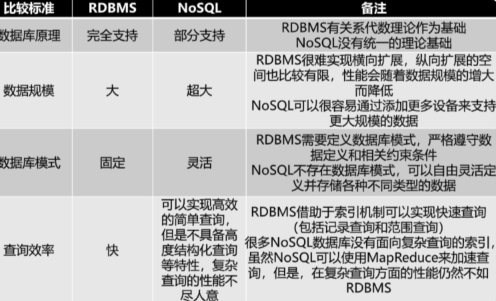 比较标准 RDBMS NoSQL 备注
数据库原理 完全支持 部分支持 RDBMS有关系代数理论作为基础
NoSQL没有统一的理论基础
数据规模 大 超大 RDBMS很难实现横向扩展，纵向扩展的空
间也比较有限，性能会随着数据规模的增大
而降低
NoSQL可以很容易通过添加更多设备来支持
更大规模的数据
数据库模式 固定 灵活 RDBMS需要定义数据库模式，严格遵守数
据定义和相关约束条件
NoSQL不存在数据库模式，可以自由灵活定
义并存储各种不同类型的数据
查询效率 快
可以实现高效
的简单查询，
但是不具备高
度结构化查询
等特性，复杂
查询的性能不
尽人意
RDBMS借助于索引机制可以实现快速查询
(包括记录查询和范围查询)
很多NoSQL数据库没有面向复杂查询的索引，
虽然NoSQL可以使用MapReduce来加速查
询，但是，在复杂查询方面的性能仍然不如
RDBMS